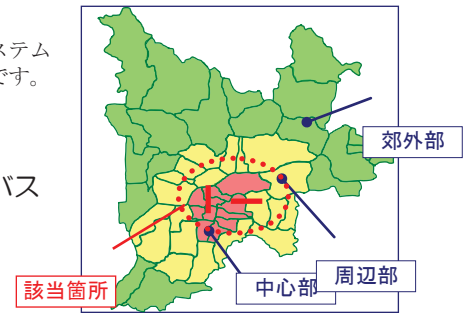 ステム
です。
バス
郊外部
周辺部
中心部
該当箇所